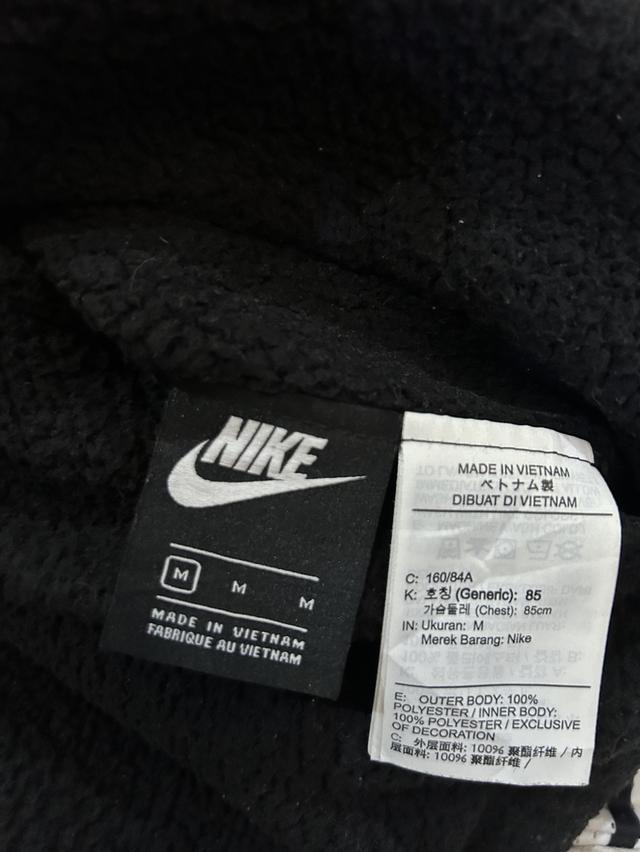 NIKE
M M M
MADE IN VIETNAM
FABRIQUE AU VIETNAM
MADE IN VIETNAM
ベトナム製
DIBUAT DI VIETNAM
C: 160/84A
K: 호칭 (Generic): 85
가슴둘레 (Chest): 85cm
IN: Ukuran: M
Merek Barang: Nike
E: OUTER BODY: 100%
POLYESTER / INNER BODY:
100% POLYESTER / EXCLUSIVE
OF DECORATION
C: 外层面料: 100% 聚酯纤维 / 内
层面料: 100% 聚酯纤维 /